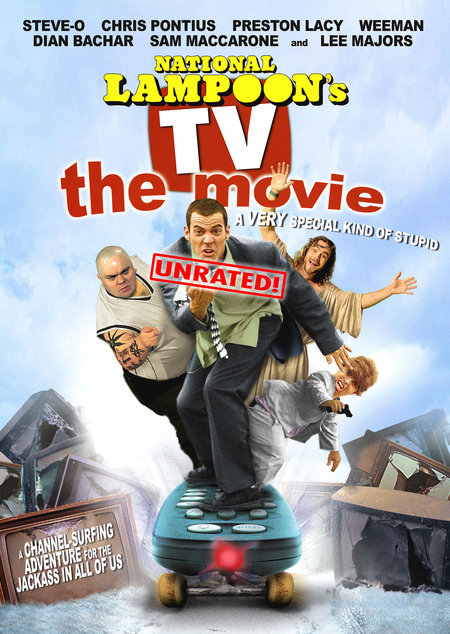 STEVE-O CHRIS PONTIUS PRESTON LACY WEEMAN
DIAN BACHAR SAM MACCARONE and LEE MAJORS
NATIONAL
LAMPOON's
TV
the movie
A VERY SPECIAL KIND OF STUPID
UNRATED!
A CHANNEL-SURFING
ADVENTURE FOR THE
JACKASS IN ALL OF US